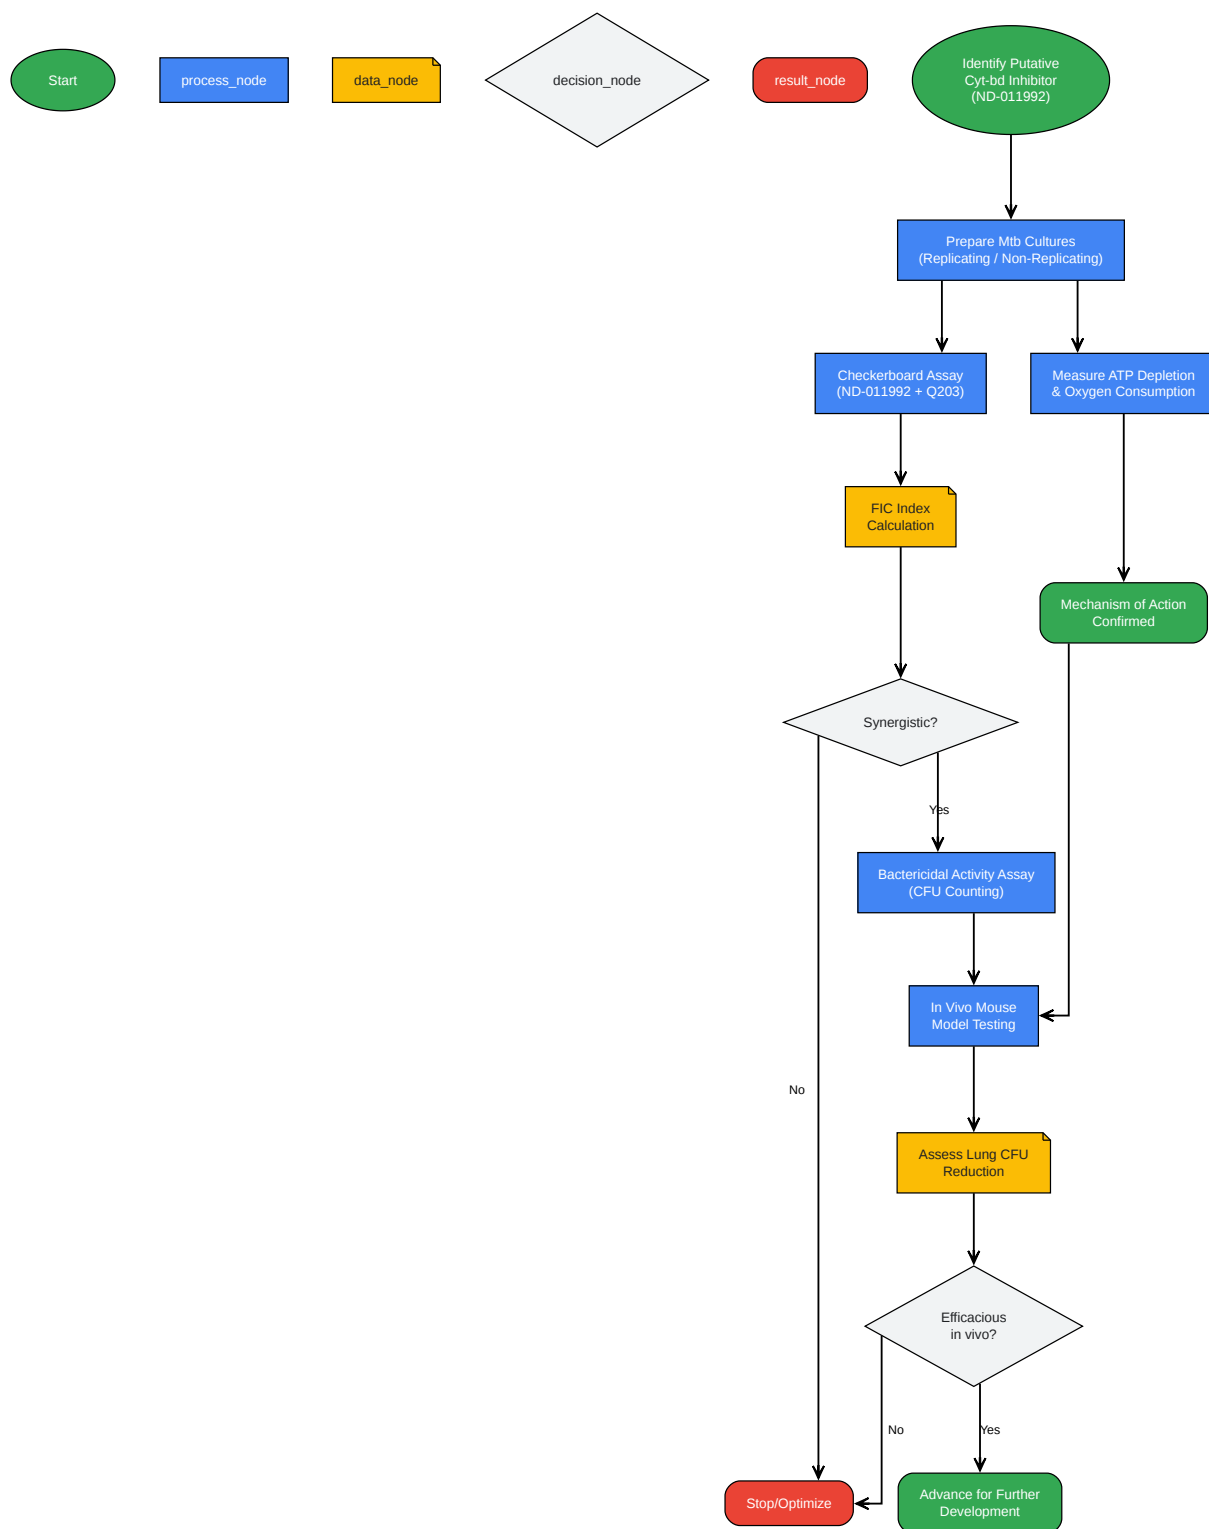 Start
process_node
data_node
decision_node
result_node
Identify Putative
Cyt-bd Inhibitor
(ND-011992)
Prepare Mtb Cultures
(Replicating / Non-Replicating)
Checkerboard Assay
(ND-011992 + Q203)
Measure ATP Depletion
& Oxygen Consumption
FIC Index
Calculation
Mechanism of Action
Confirmed
Synergistic?
Yes
Bactericidal Activity Assay
(CFU Counting)
In Vivo Mouse
Model Testing
No
Assess Lung CFU
Reduction
Efficacious
in vivo?
No
Yes
Stop/Optimize
Advance for Further
Development